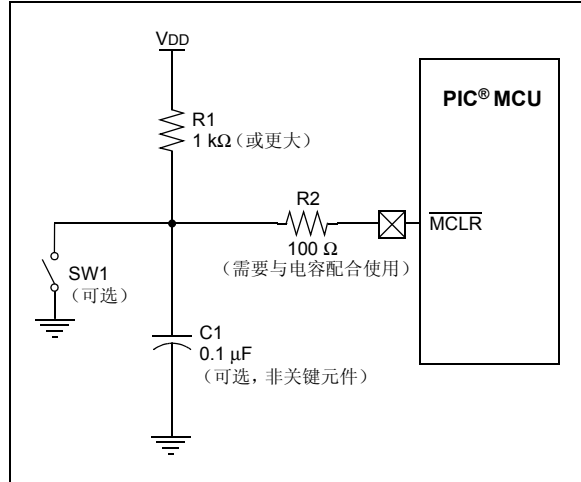 VDD
PIC® MCU
R1
1 kΩ（或更大）
R2
MCLR
100 Ω
（需要与电容配合使用）
SW1
（可选）
C1
0.1 μF
（可选，非关键元件）